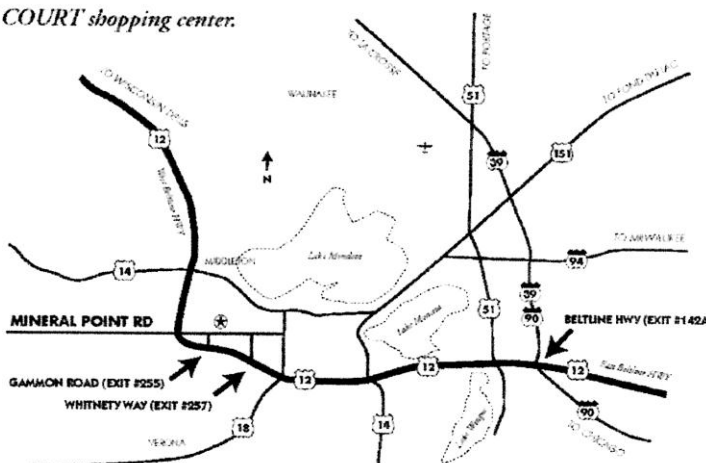 COURT shopping center.
TO LA CROSSE
TO PORTAGE
TO WISCONSIN DELLS
WAUNAKEE
51
TO FOND DU LAC
12
39
151
N
West Beltline HWY
Lake Mendota
TO MILWAUKEE
14
MIDDLETON
94
39
MINERAL POINT RD
Lake Monona
51
90
BELTLINE HWY (EXIT #142A
12
12
12
East Beltline HWY
GAMMON ROAD (EXIT #255)
WHITNETY WAY (EXIT #257)
18
14
90
VERONA
TO CHICAGO